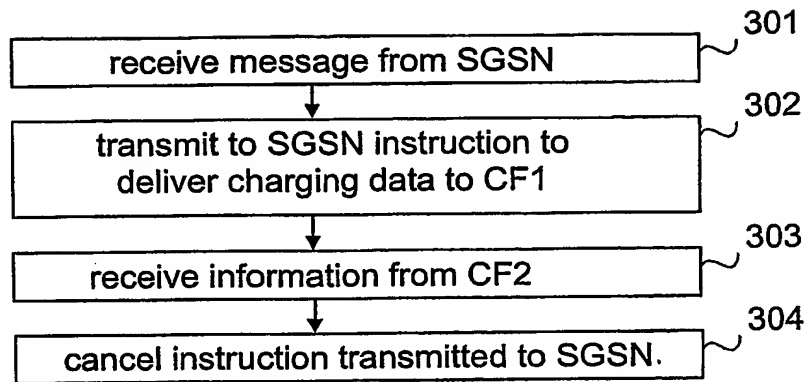 301
receive message from SGSN
302
transmit to SGSN instruction to
deliver charging data to CF1
303
receive information from CF2
304
cancel instruction transmitted to SGSN.